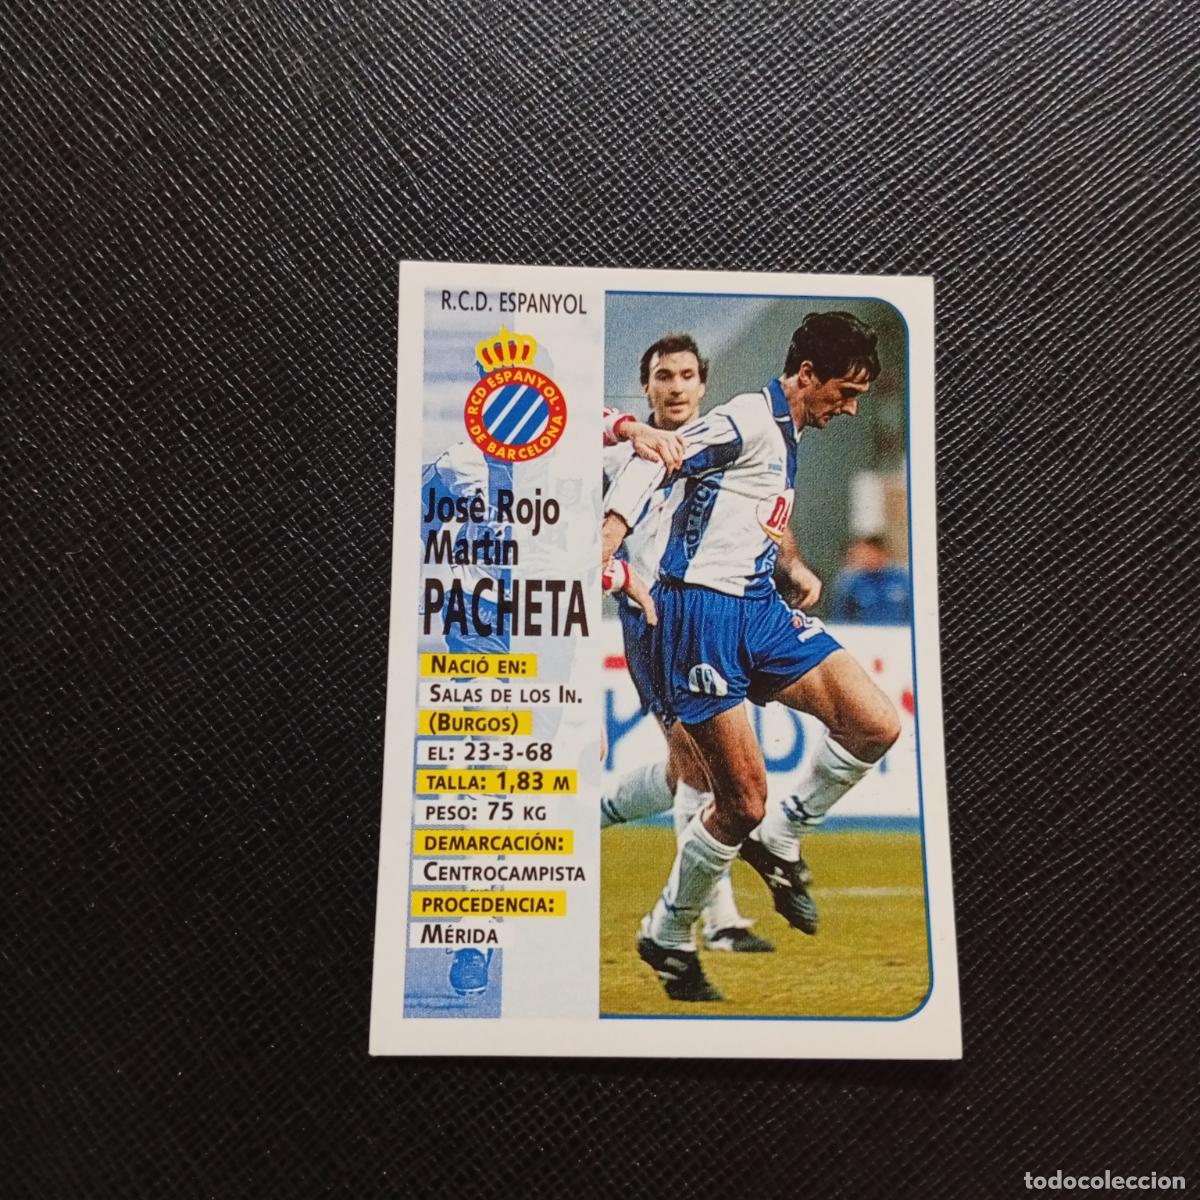 R.C.D. ESPANYOL
RCD ESPANYOL
DE BARCELONA
José Rojo
Martín
PACHETA
NACIÓ EN:
SALAS DE LOS IN.
(BURGOS)
EL: 23-3-68
TALLA: 1,83 M
PESO: 75 KG
DEMARCACIÓN:
CENTROCAMPISTA
PROCEDENCIA:
MÉRIDA
todocoleccion